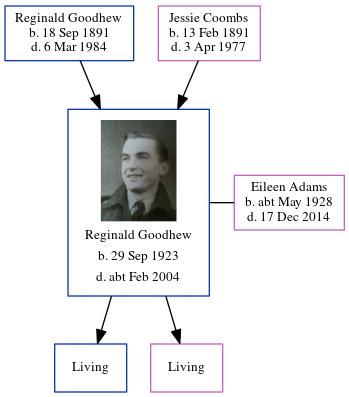 Reginald Goodhew
b. 18 Sep 1891
d. 6 Mar 1984
Jessie Coombs
b. 13 Feb 1891
d. 3 Apr 1977
Reginald Goodhew
b. 29 Sep 1923
d. abt Feb 2004
Eileen Adams
b. abt May 1928
d. 17 Dec 2014
Living
Living